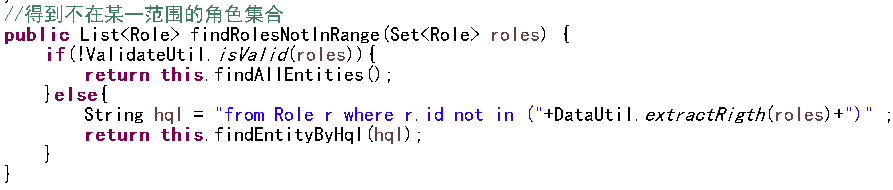 //得到不在某一范围的角色集合
public List<Role> findRolesNotInRange(Set<Role> roles) {
if(!ValidateUtil.isValid(roles)){
return this.findAllEntities();
}else{
String hql = "from Role r where r.id not in ("+DataUtil.extractRigth(roles)+")" ;
return this.findEntityByHql(hql);
}
}